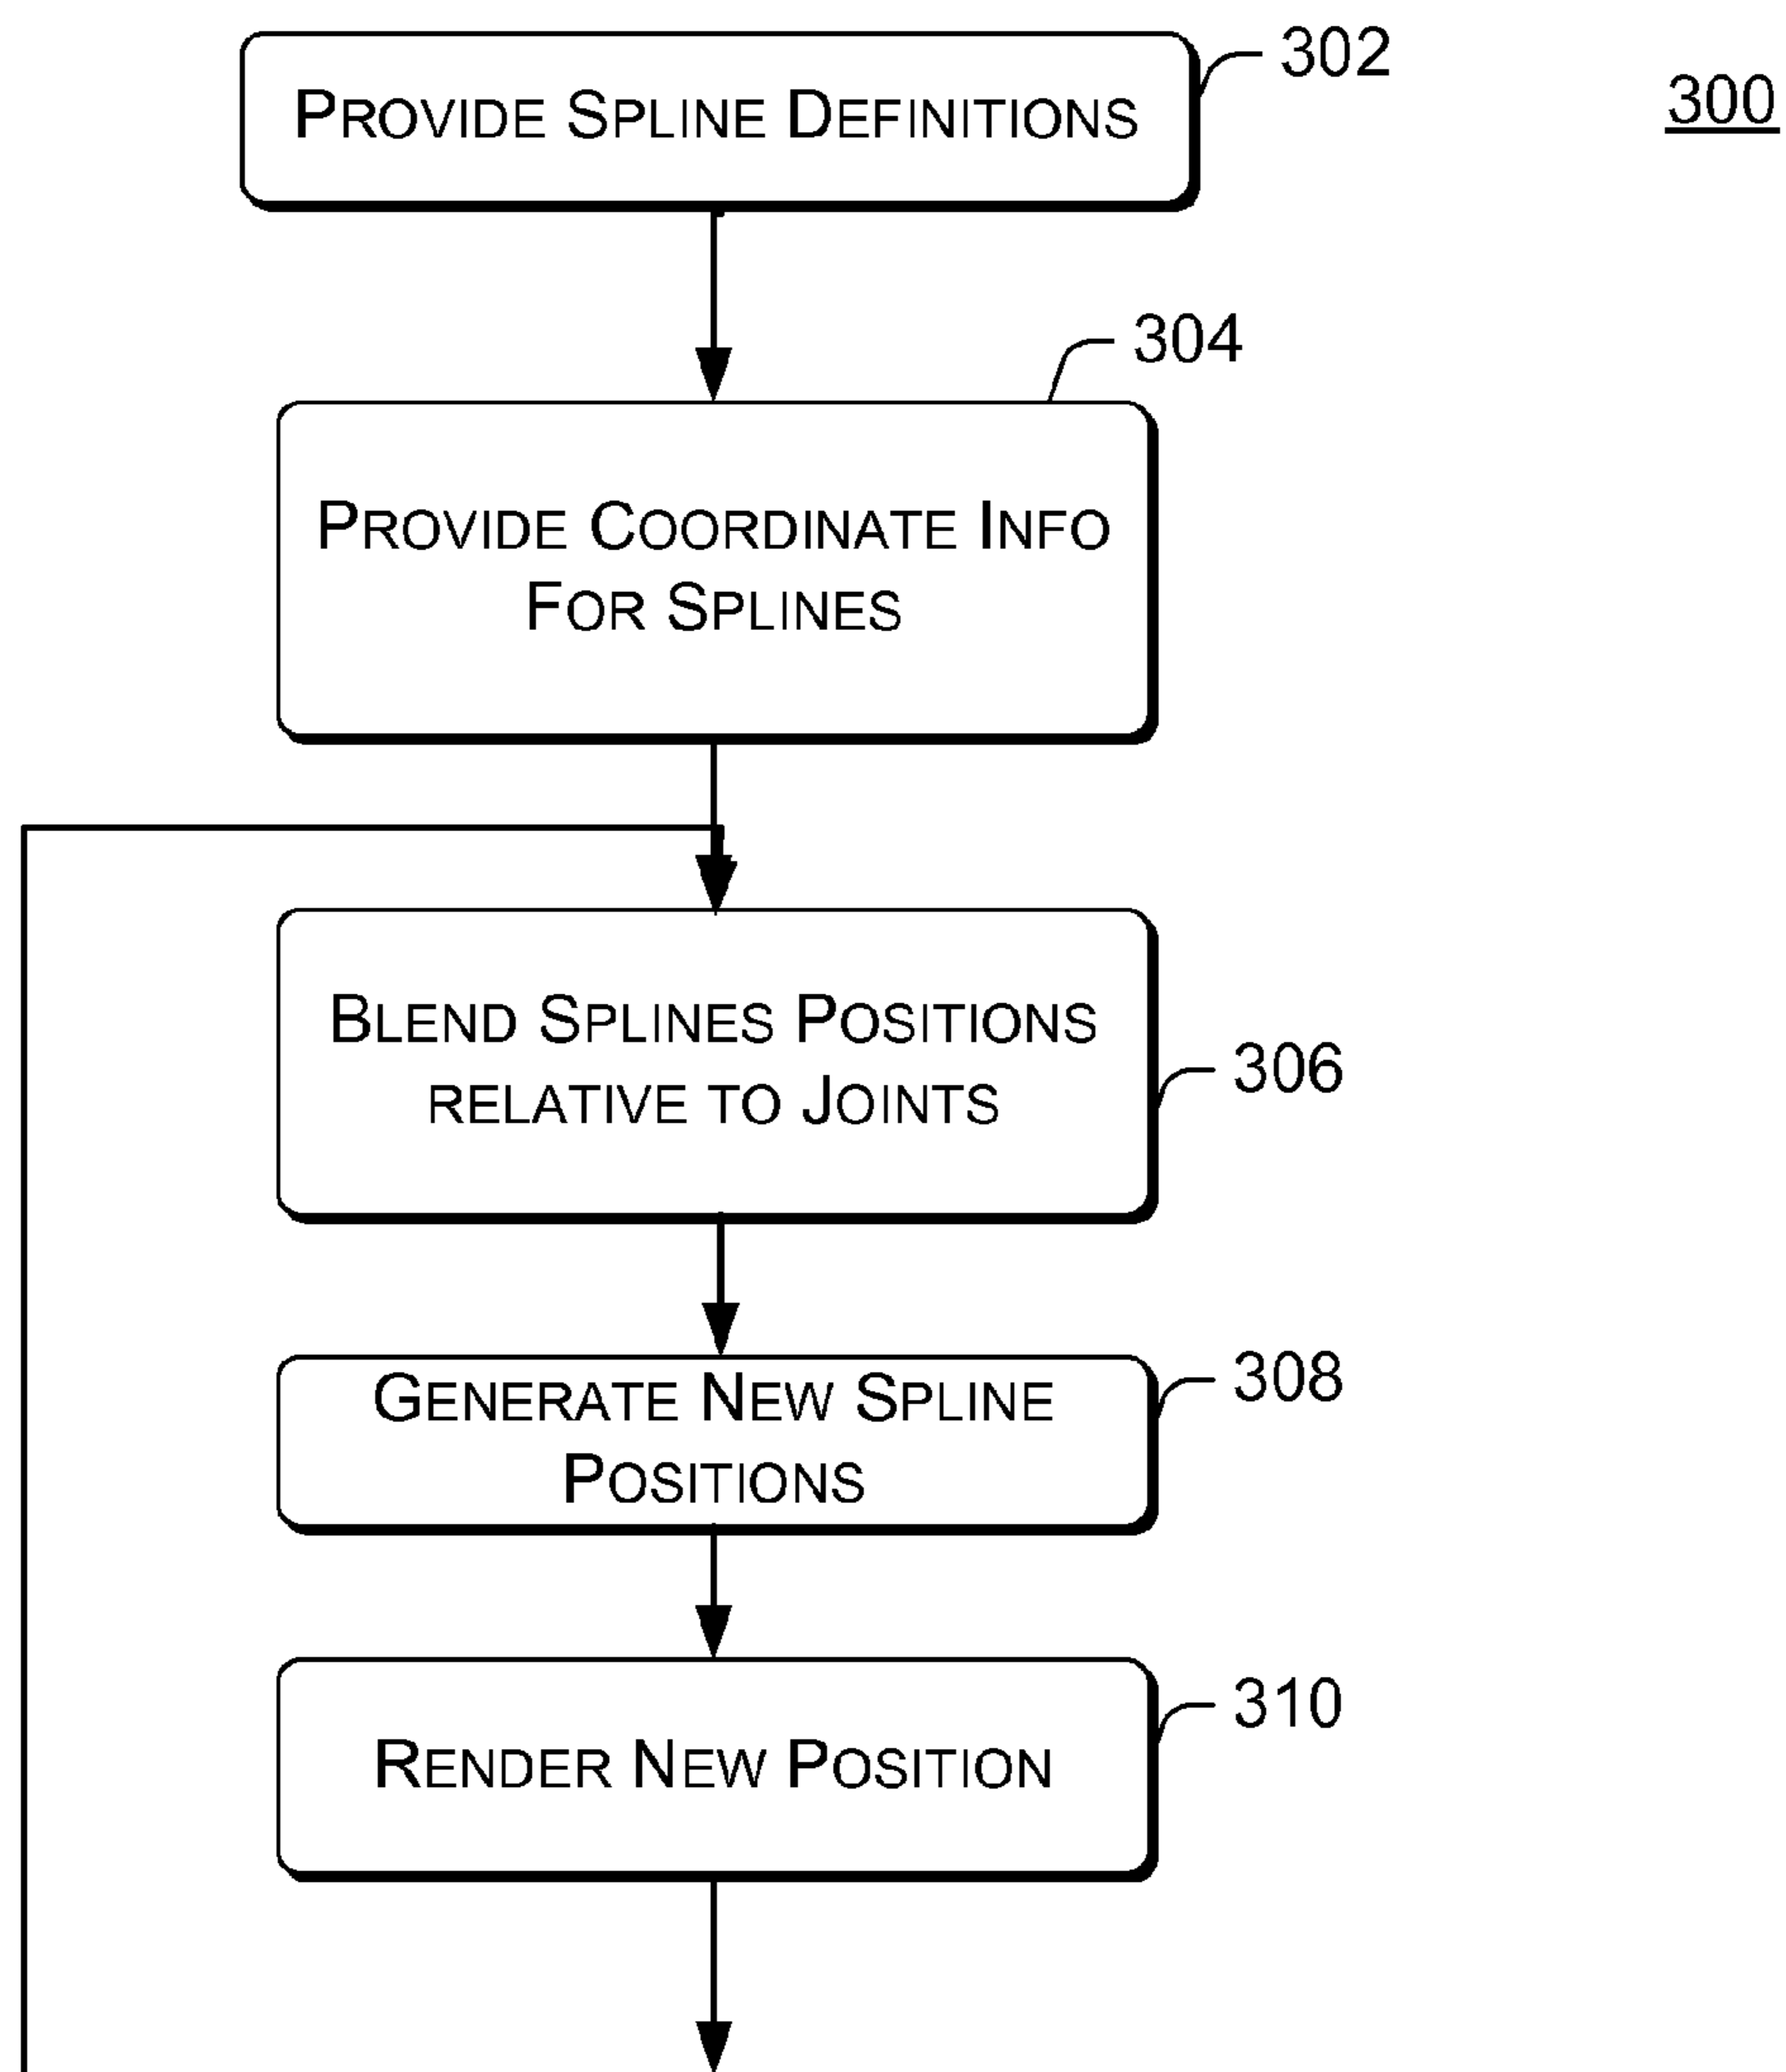 PROVIDE SPLINE DEFINITIONS
302
300
304
PROVIDE COORDINATE INFO
FOR SPLINES
BLEND SPLINES POSITIONS
RELATIVE TO JOINTS
306
GENERATE NEW SPLINE
POSITIONS
308
RENDER NEW POSITION
310